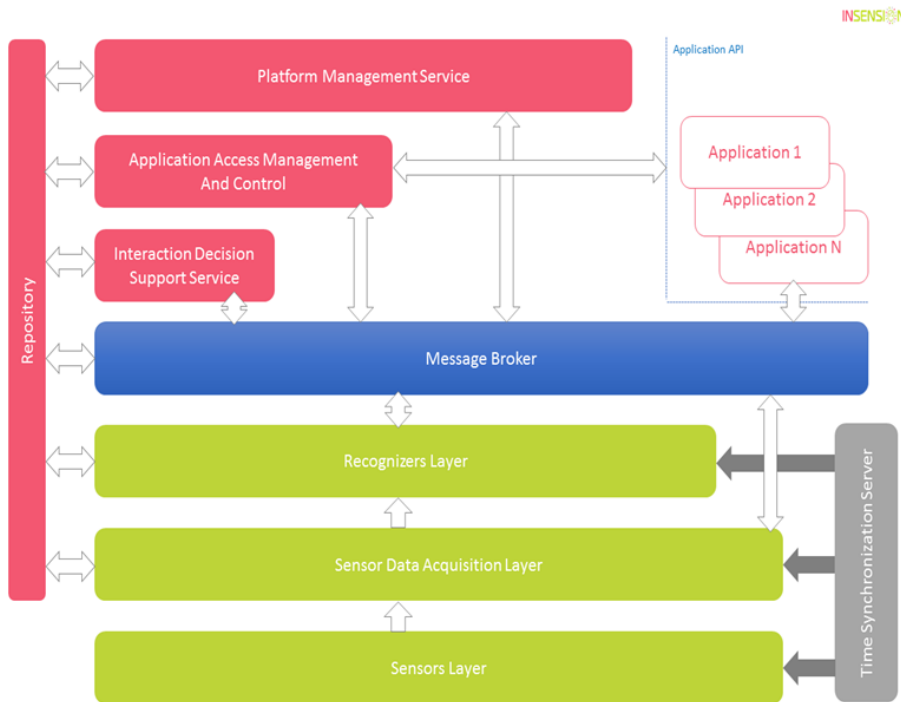 INSENSION
Application API
Platform Management Service
Application Access Management
And Control
Application 1
Application 2
Application N
Interaction Decision
Support Service
Repository
Message Broker
Recognizers Layer
Sensor Data Acquisition Layer
Sensors Layer
Time Synchronization Server